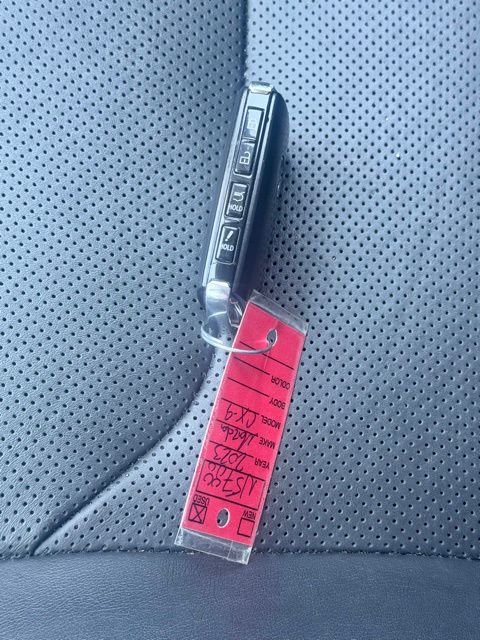 HOLD
HOLD
NEW USED
YEAR 2023
MAKE Mazda
MODEL CX-9
BODY
COLOR